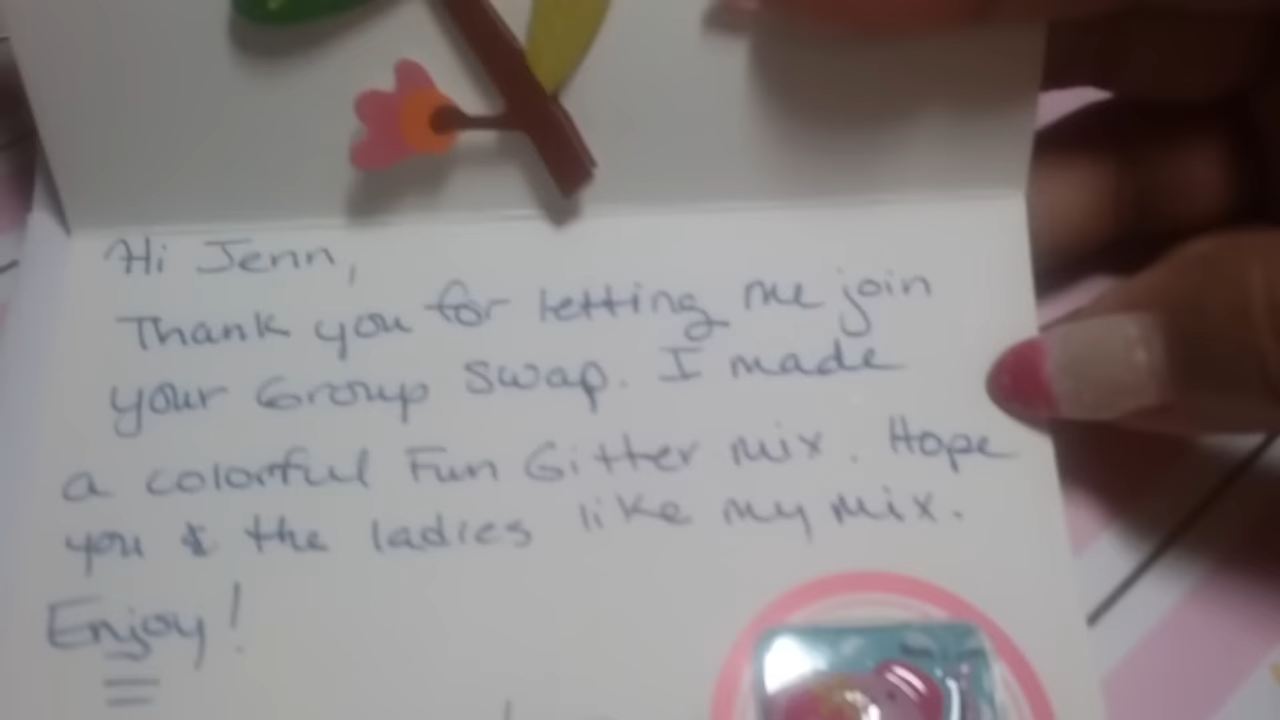 Hi Jenn,
Thank you for letting me join
your Group Swap. I made
a colorful Fun Gitter mix. Hope
you & the ladies like my mix.
Enjoy!